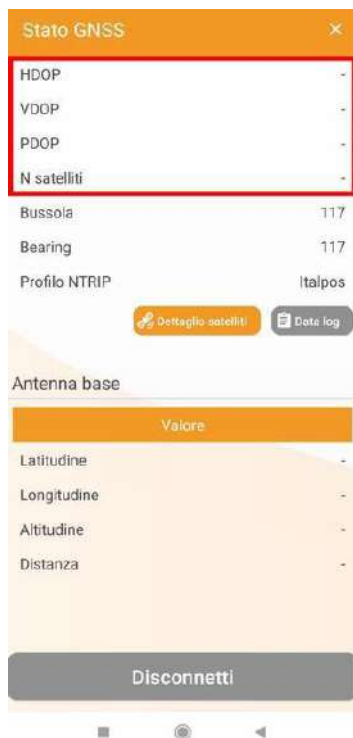 Stato GNSS ×
HDOP -
VDOP -
PDOP -
N satelliti -
Bussola 117
Bearing 117
Profilo NTRIP Italpos
Dettaglio satelliti Data log
Antenna base
Valore
Latitudine -
Longitudine -
Altitudine -
Distanza -
Disconnetti